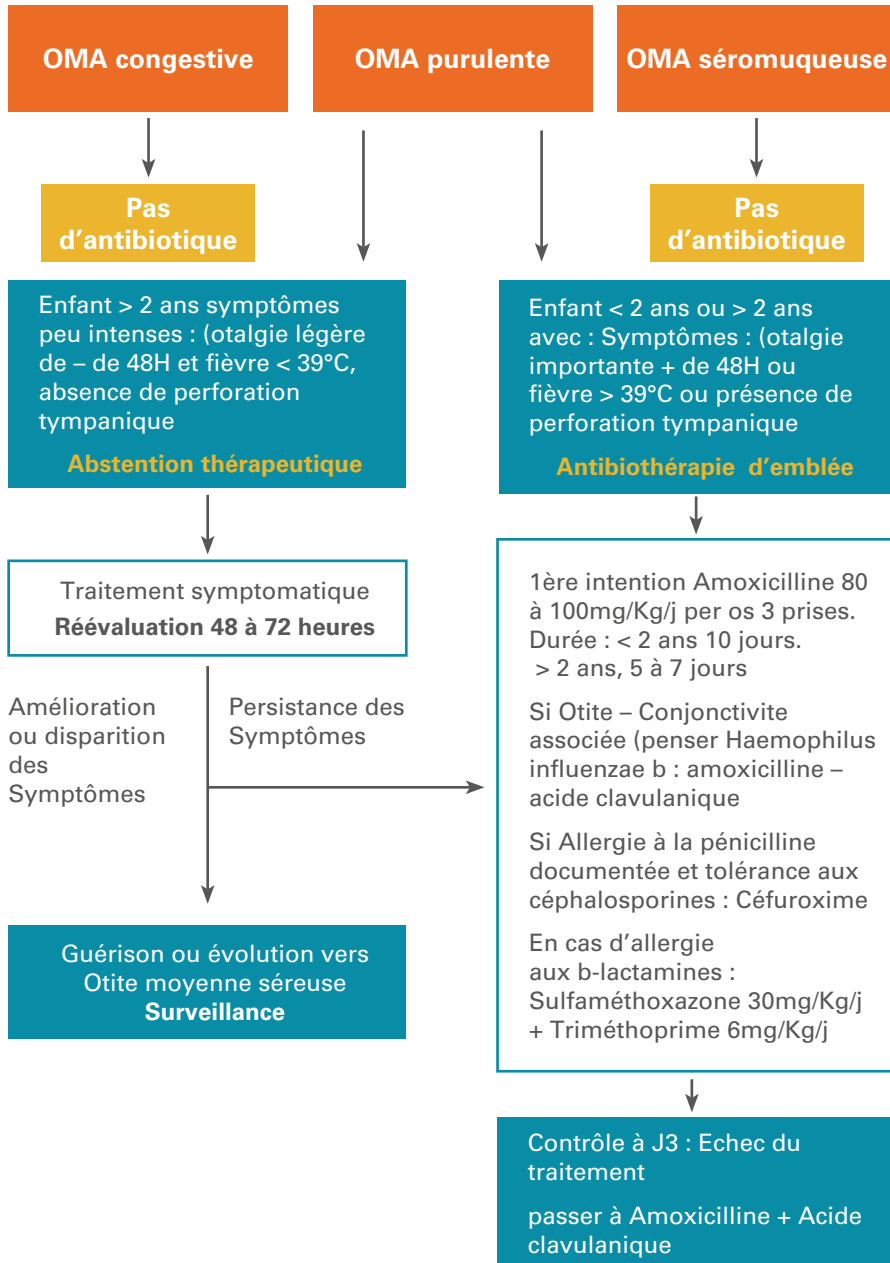 OMA congestive
OMA purulente
OMA séromuqueuse
Pas
d'antibiotique
Pas
d'antibiotique
Enfant > 2 ans symptômes
peu intenses : (otalgie légère
de – de 48H et fièvre < 39°C,
absence de perforation
tympanique
Abstention thérapeutique
Enfant < 2 ans ou > 2 ans
avec : Symptômes : (otalgie
importante + de 48H ou
fièvre > 39°C ou présence de
perforation tympanique
Antibiothérapie d'emblée
Traitement symptomatique
Réévaluation 48 à 72 heures
Amélioration
ou disparition
des
Symptômes
Persistance des
Symptômes
Guérison ou évolution vers
Otite moyenne séreuse
Surveillance
1ère intention Amoxicilline 80
à 100mg/Kg/j per os 3 prises.
Durée : < 2 ans 10 jours.
> 2 ans, 5 à 7 jours
Si Otite – Conjonctivite
associée (penser Haemophilus
influenzae b : amoxicilline –
acide clavulanique
Si Allergie à la pénicilline
documentée et tolérance aux
céphalosporines : Céfuroxime
En cas d'allergie
aux b-lactamines :
Sulfaméthoxazone 30mg/Kg/j
+ Triméthoprime 6mg/Kg/j
Contrôle à J3 : Echec du
traitement
passer à Amoxicilline + Acide
clavulanique